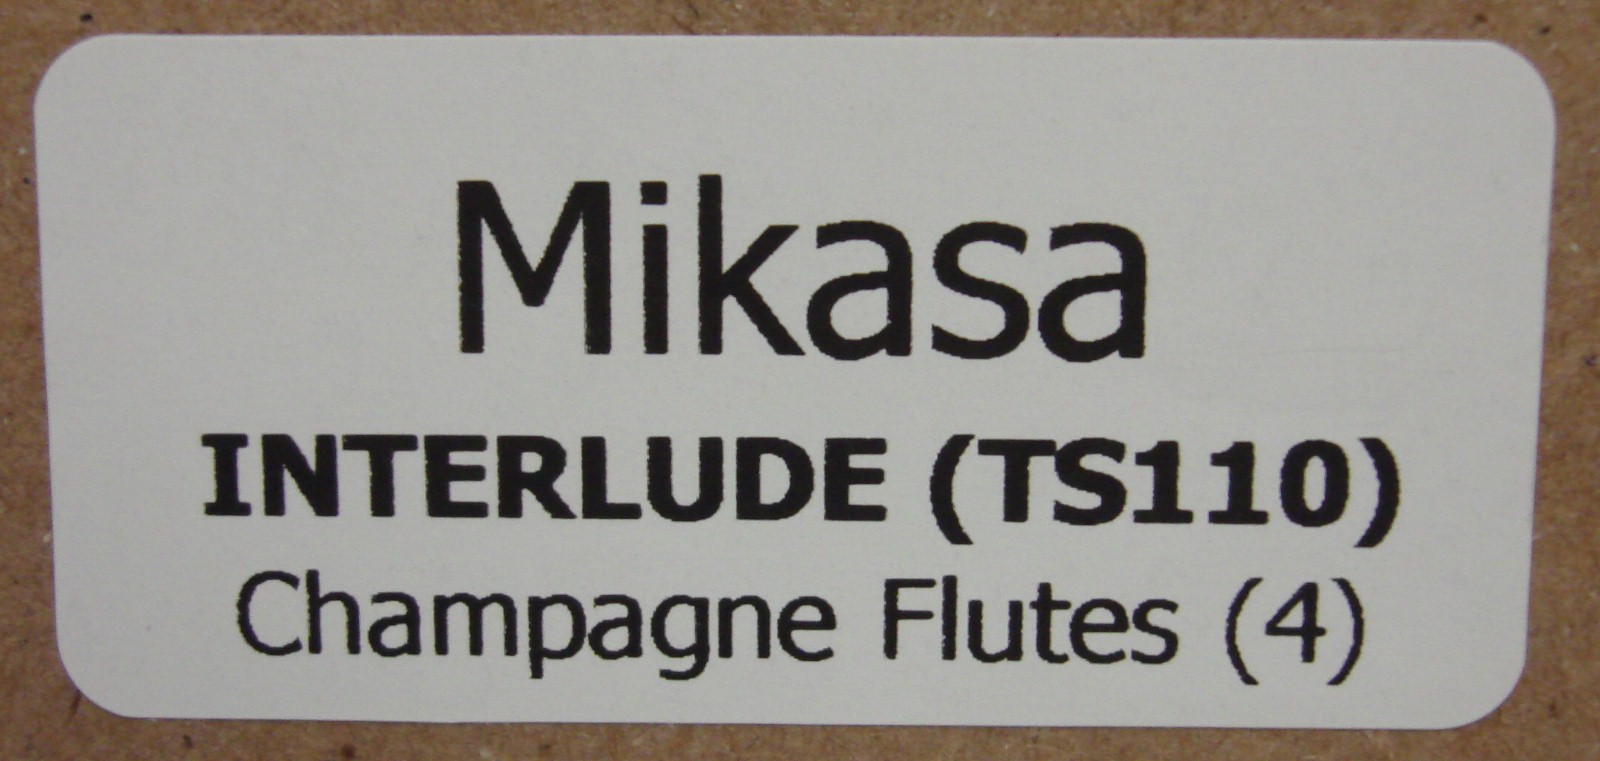 Mikasa
INTERLUDE (TS110)
Champagne Flutes (4)